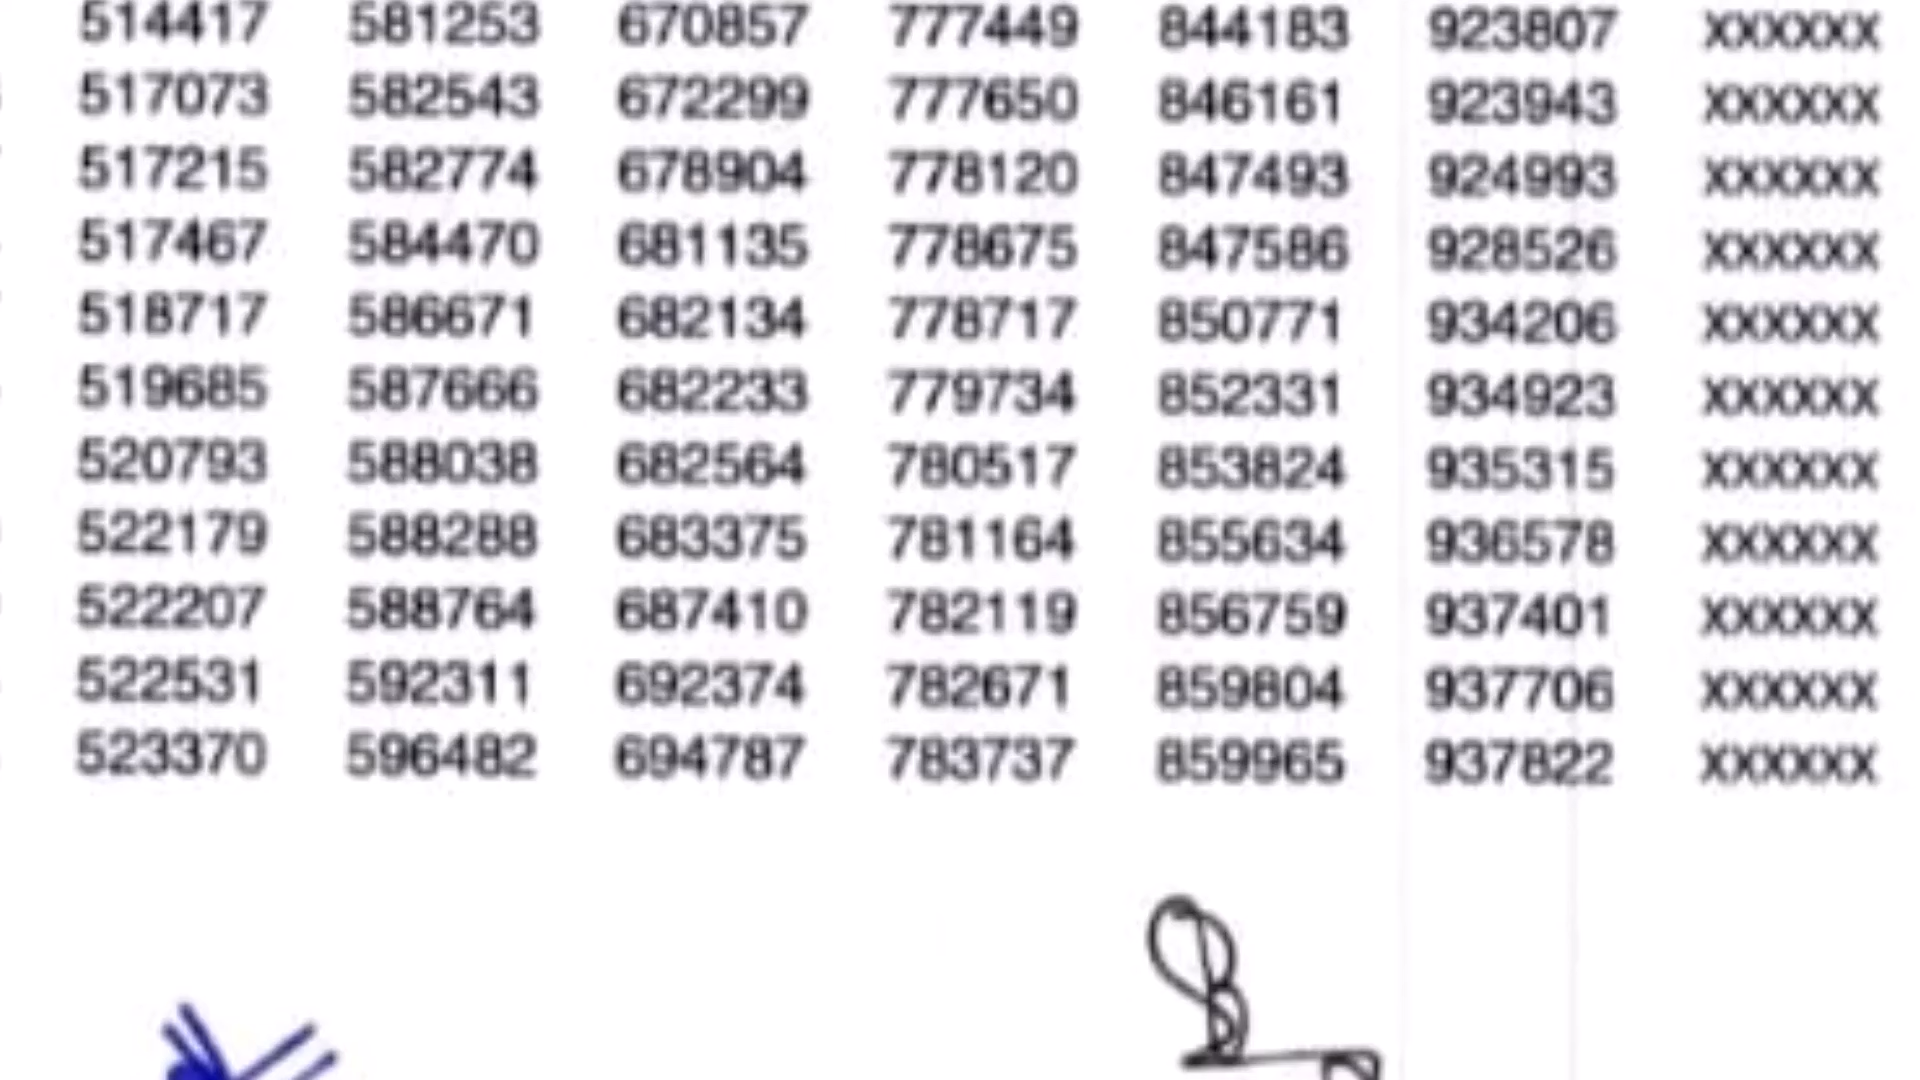 514417 581253 670857 777449 844183 923807 XXXXXX
517073 582543 672299 777650 846161 923943 XXXXXX
517215 582774 678904 778120 847493 924993 XXXXXX
517467 584470 681135 778675 847586 928526 XXXXXX
518717 586671 682134 778717 850771 934206 XXXXXX
519685 587666 682233 779734 852331 934923 XXXXXX
520793 588038 682564 780517 853824 935315 XXXXXX
522179 588288 683375 781164 855634 936578 XXXXXX
522207 588764 687410 782119 856759 937401 XXXXXX
522531 592311 692374 782671 859804 937706 XXXXXX
523370 596482 694787 783737 859965 937822 XXXXXX